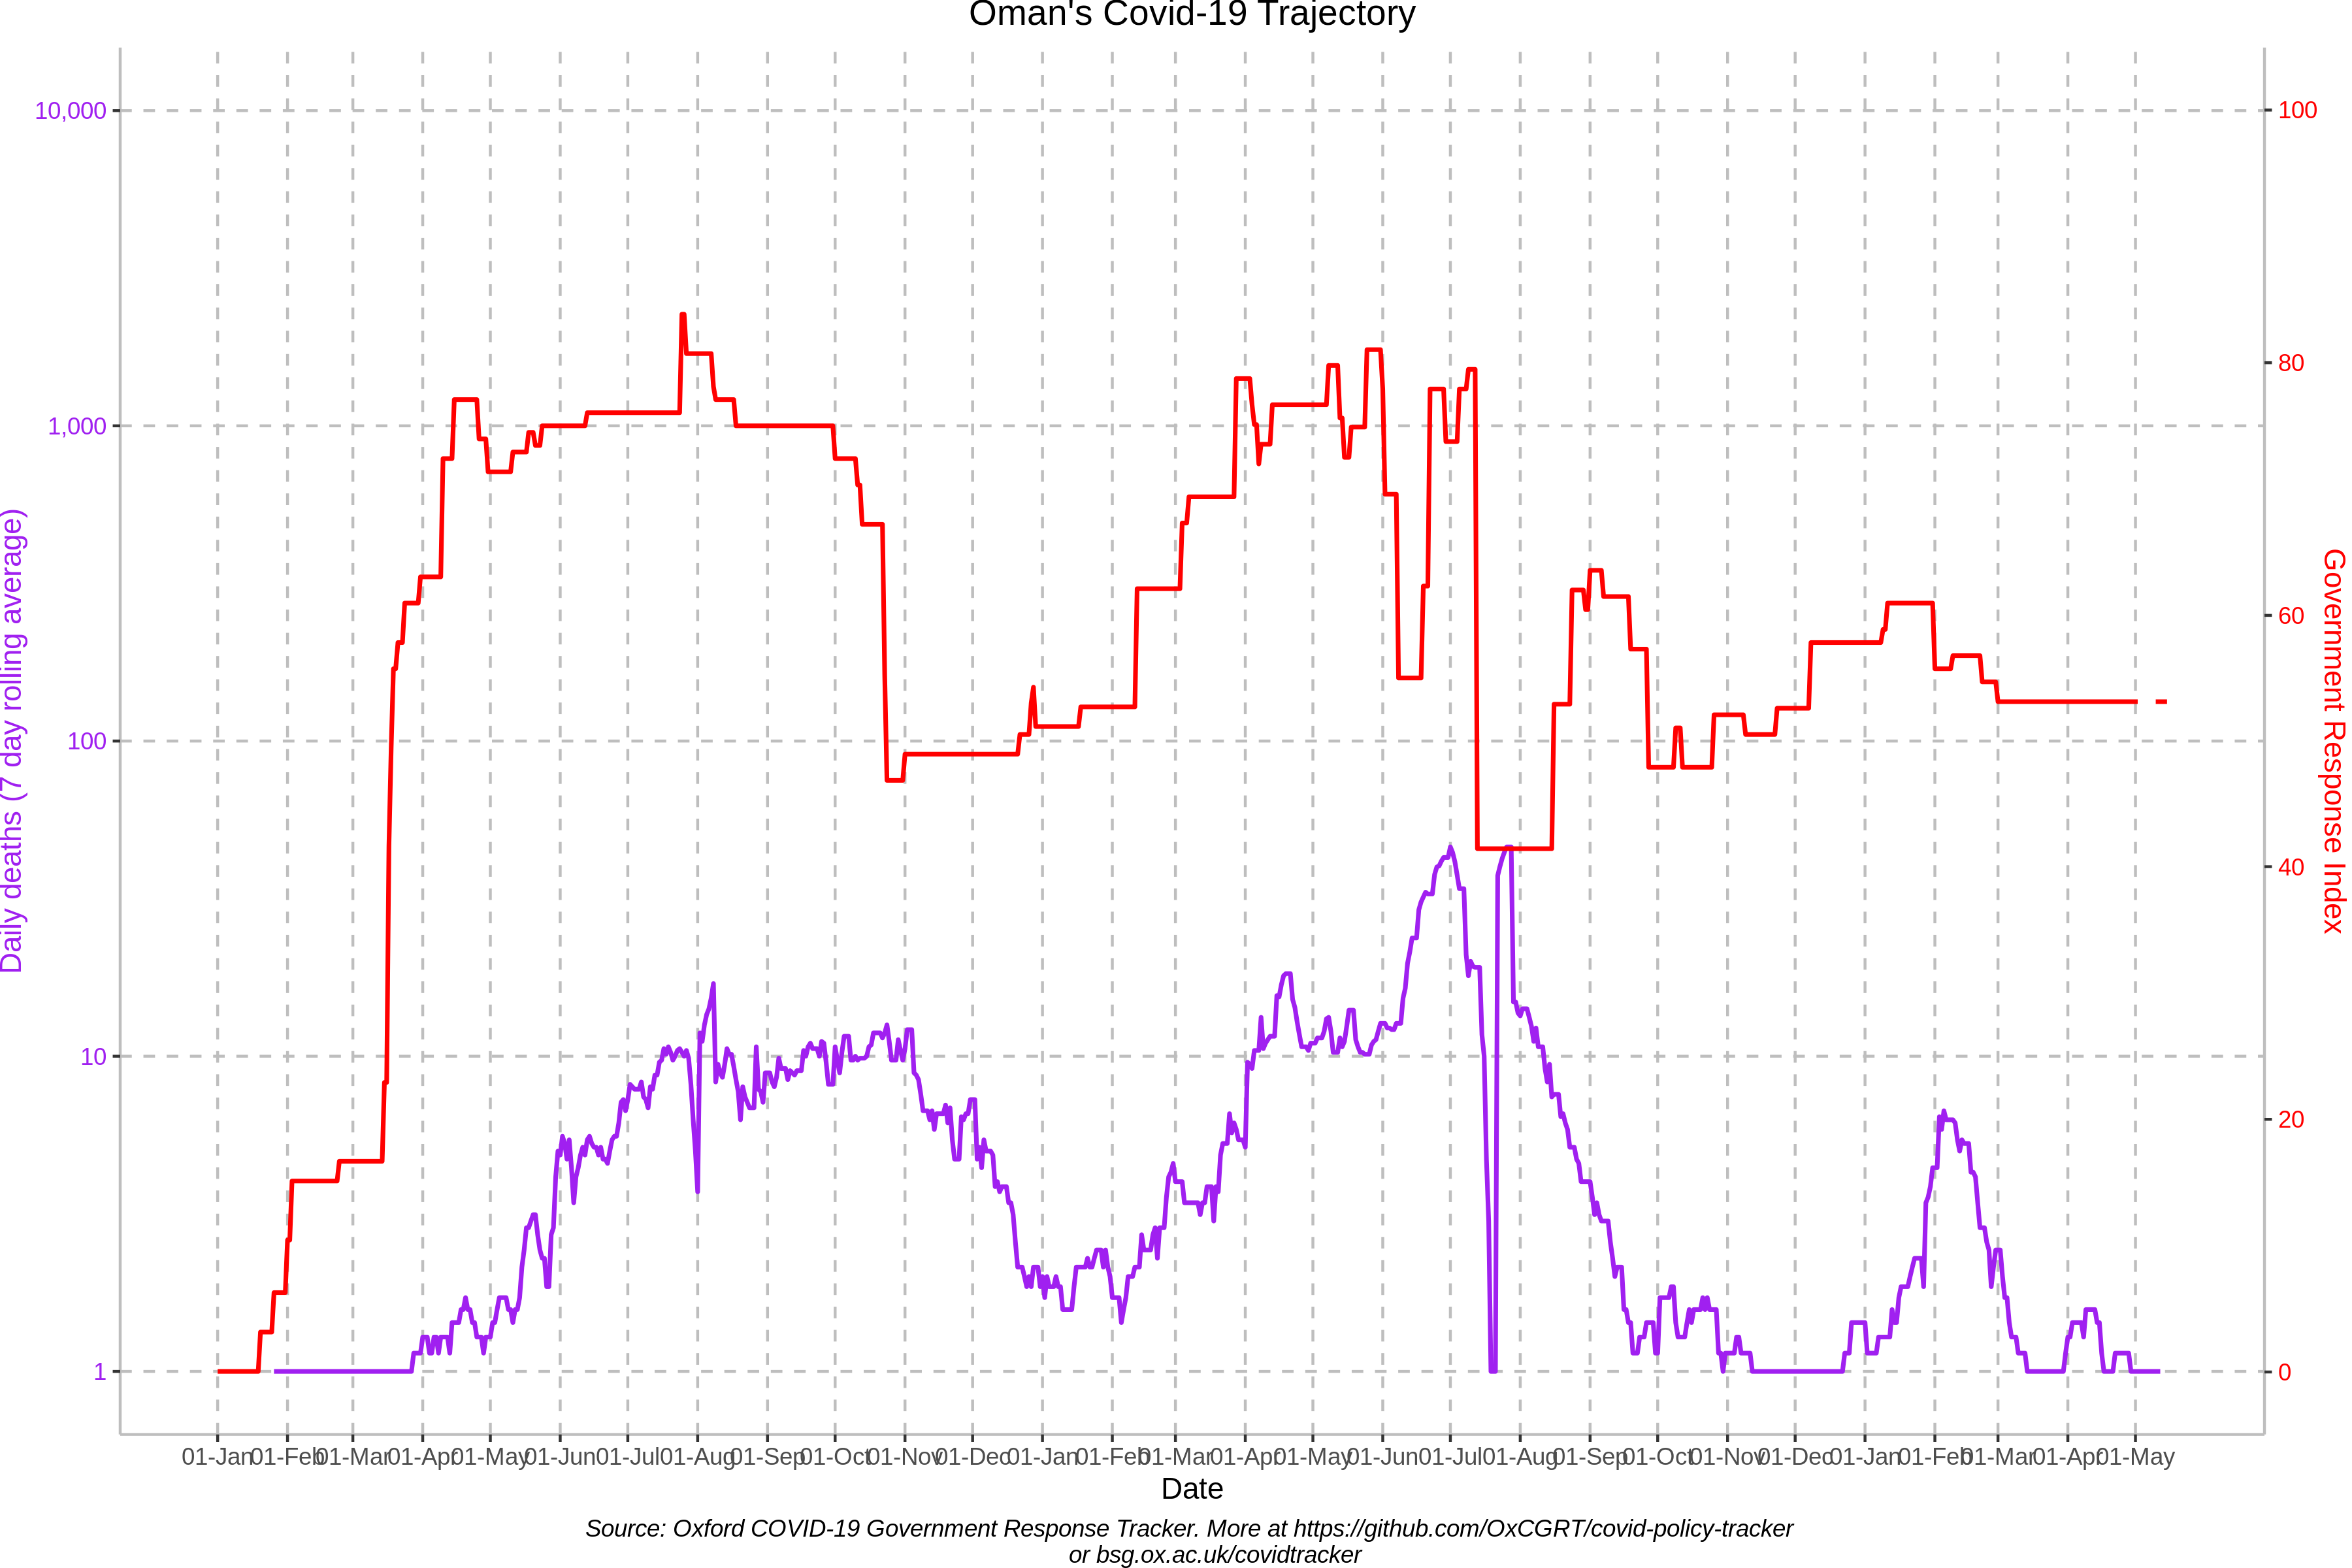 Oman's Covid-19 Trajectory
10,000
1,000
100
10
1
Daily deaths (7 day rolling average)
100
80
60
40
20
0
Government Response Index
01-Jan 01-Feb 01-Mar 01-Apr 01-May 01-Jun 01-Jul 01-Aug 01-Sep 01-Oct 01-Nov 01-Dec 01-Jan 01-Feb 01-Mar 01-Apr 01-May 01-Jun 01-Jul 01-Aug 01-Sep 01-Oct 01-Nov 01-Dec 01-Jan 01-Feb 01-Mar 01-Apr 01-May
Date
Source: Oxford COVID-19 Government Response Tracker. More at https://github.com/OxCGRT/covid-policy-tracker
or bsg.ox.ac.uk/covidtracker